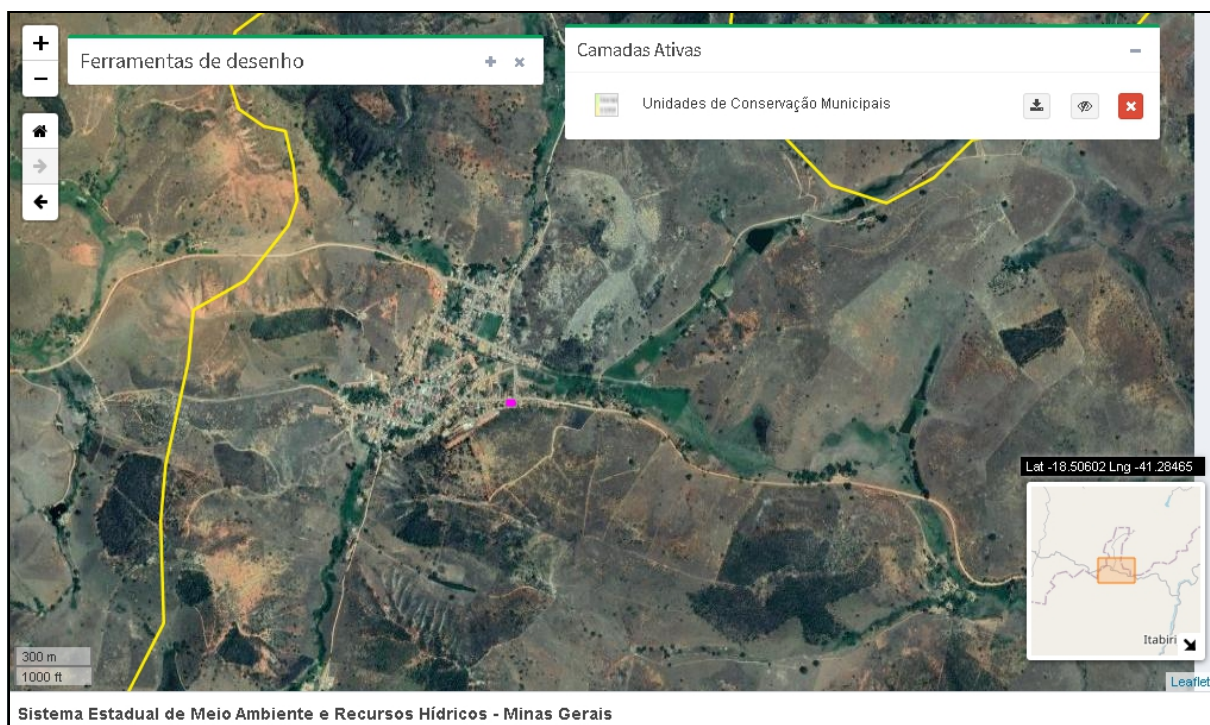 +
−
Ferramentas de desenho
Camadas Ativas
Unidades de Conservação Municipais
Lat -18.50602 Lng -41.28465
Itabiri
300 m
1000 ft
Leaflet
Sistema Estadual de Meio Ambiente e Recursos Hídricos - Minas Gerais